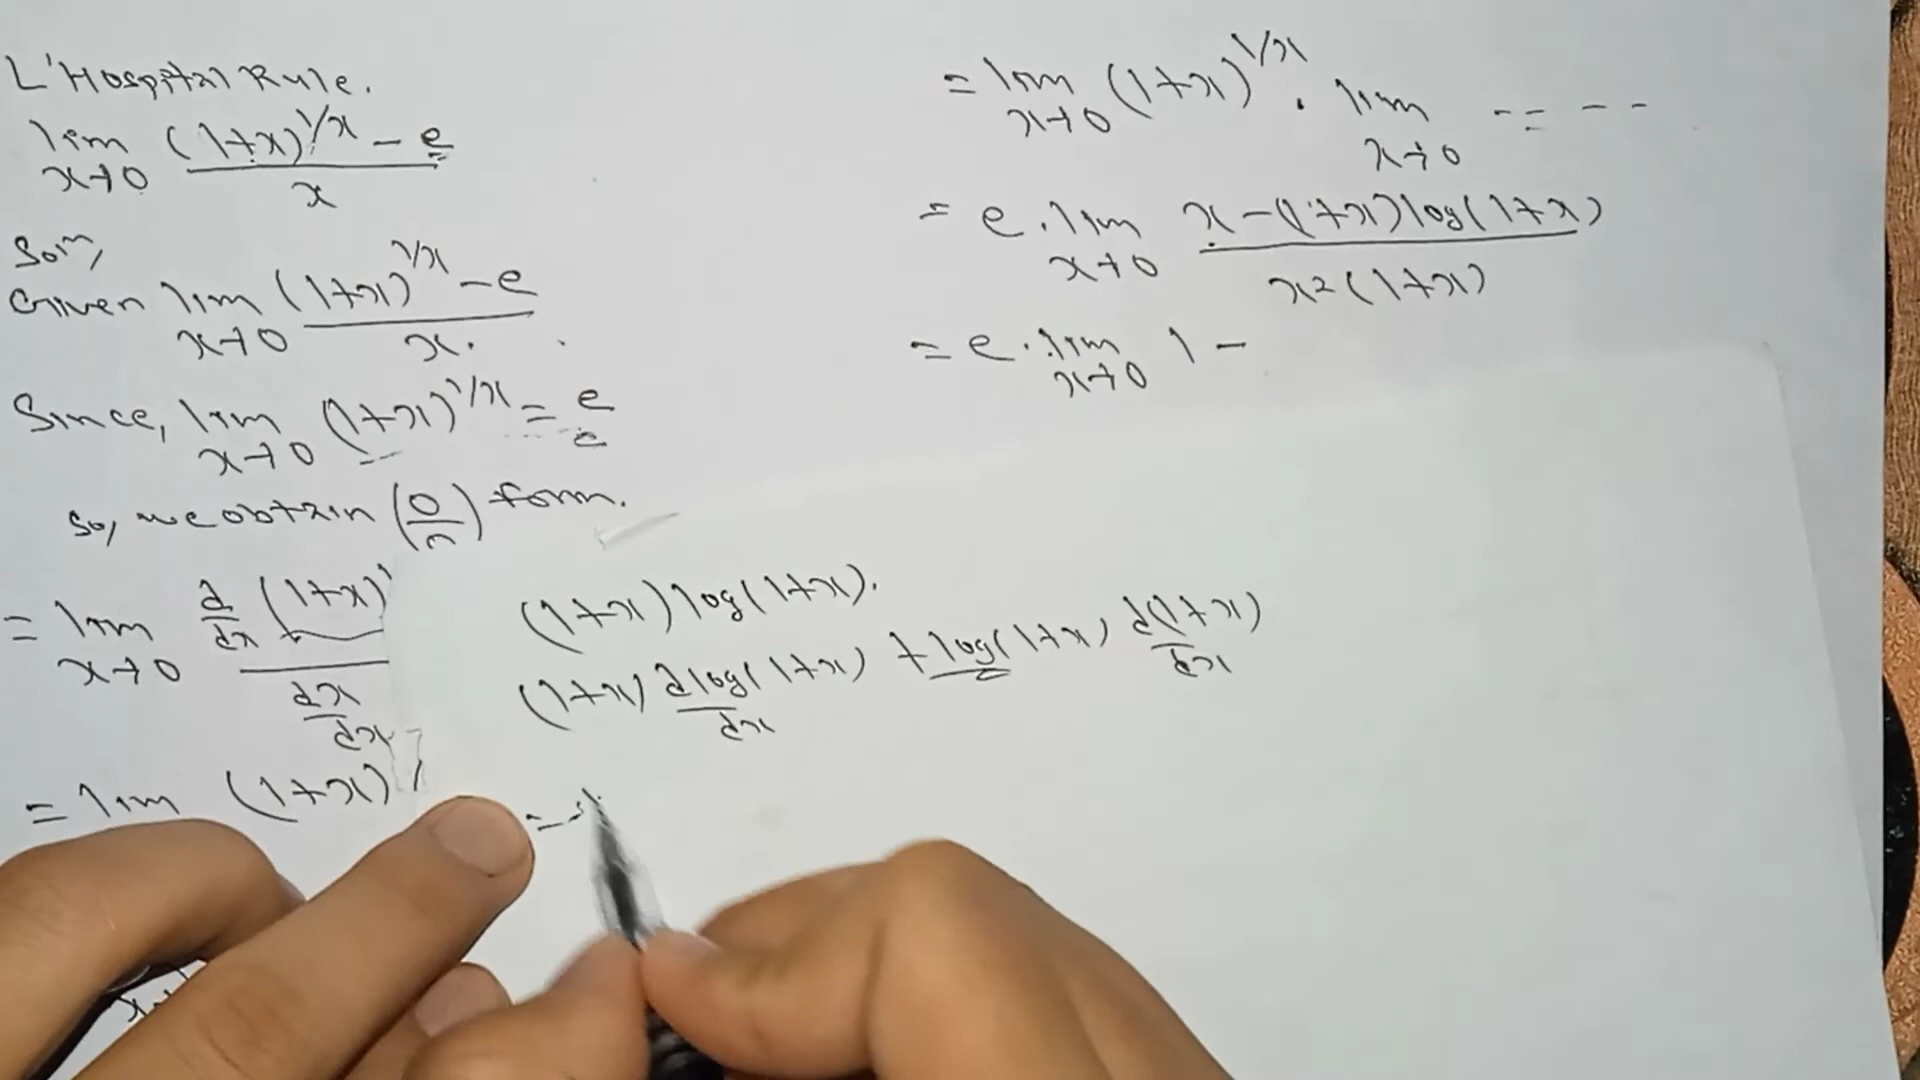 L'Hospital Rule.
lim x→0 ((1+x)^1/x - e)/x
Soln,
Given lim x→0 ((1+x)^1/x - e)/x.
Since, lim x→0 (1+x)^1/x = e
So, we obtain (0/0) form.
= lim x→0 d/dx (1+x)
dx/dx
= lim (1+x)
= lim x→0 (1+x)^1/x . lim x→0 -- = - -
= e. lim x→0 (x-(1+x)log(1+x))/(x²(1+x))
= e. lim x→0 1 -
(1+x)log(1+x).
(1+x) dlog(1+x)/dx + log(1+x) d(1+x)/dx
=